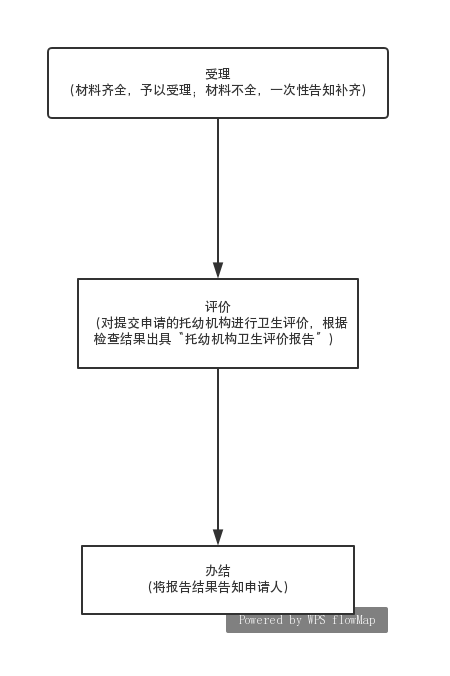 受理
(材料齐全，予以受理；材料不全，一次性告知补齐)
评价
(对提交申请的托幼机构进行卫生评价，根据
检查结果出具“托幼机构卫生评价报告”)
办结
(将报告结果告知申请人)
Powered by WPS flowMap